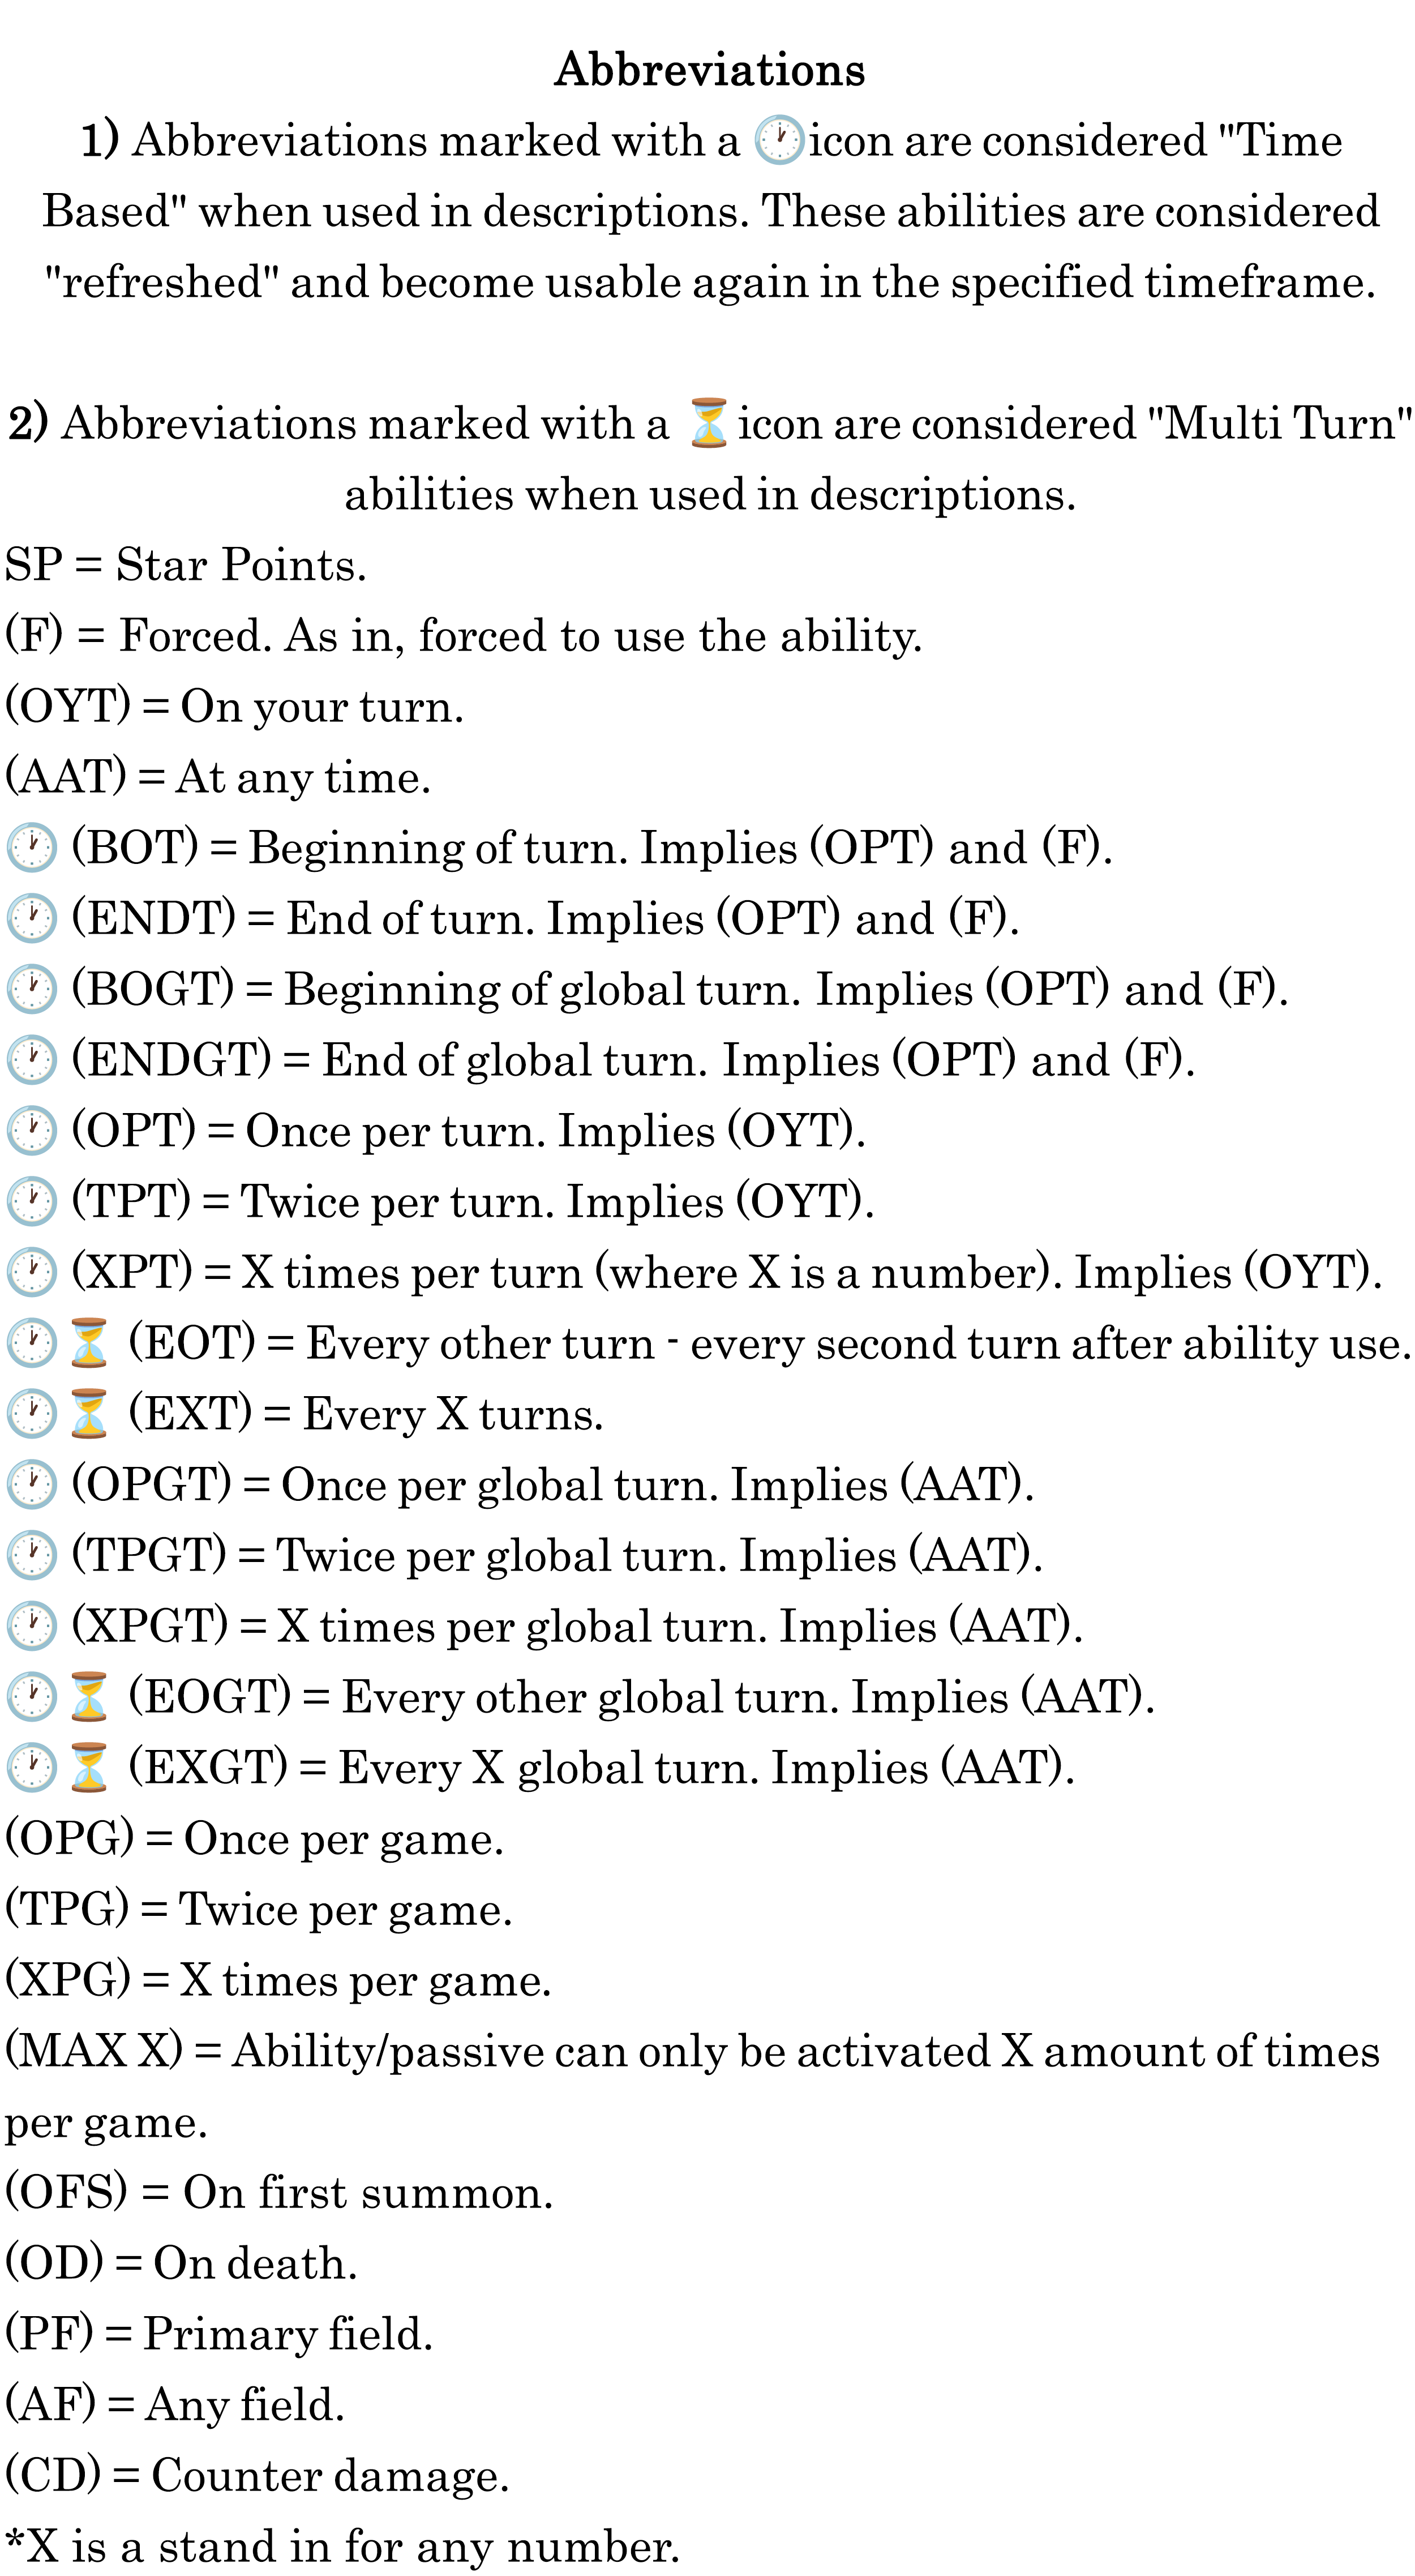 Abbreviations
1) Abbreviations marked with a 🕐icon are considered "Time
Based" when used in descriptions. These abilities are considered
"refreshed" and become usable again in the specified timeframe.
2) Abbreviations marked with a ⏳icon are considered "Multi Turn"
abilities when used in descriptions.
SP = Star Points.
(F) = Forced. As in, forced to use the ability.
(OYT) = On your turn.
(AAT) = At any time.
🕐 (BOT) = Beginning of turn. Implies (OPT) and (F).
🕐 (ENDT) = End of turn. Implies (OPT) and (F).
🕐 (BOGT) = Beginning of global turn. Implies (OPT) and (F).
🕐 (ENDGT) = End of global turn. Implies (OPT) and (F).
🕐 (OPT) = Once per turn. Implies (OYT).
🕐 (TPT) = Twice per turn. Implies (OYT).
🕐 (XPT) = X times per turn (where X is a number). Implies (OYT).
🕐⏳ (EOT) = Every other turn - every second turn after ability use.
🕐⏳ (EXT) = Every X turns.
🕐 (OPGT) = Once per global turn. Implies (AAT).
🕐 (TPGT) = Twice per global turn. Implies (AAT).
🕐 (XPGT) = X times per global turn. Implies (AAT).
🕐⏳ (EOGT) = Every other global turn. Implies (AAT).
🕐⏳ (EXGT) = Every X global turn. Implies (AAT).
(OPG) = Once per game.
(TPG) = Twice per game.
(XPG) = X times per game.
(MAX X) = Ability/passive can only be activated X amount of times
per game.
(OFS) = On first summon.
(OD) = On death.
(PF) = Primary field.
(AF) = Any field.
(CD) = Counter damage.
*X is a stand in for any number.